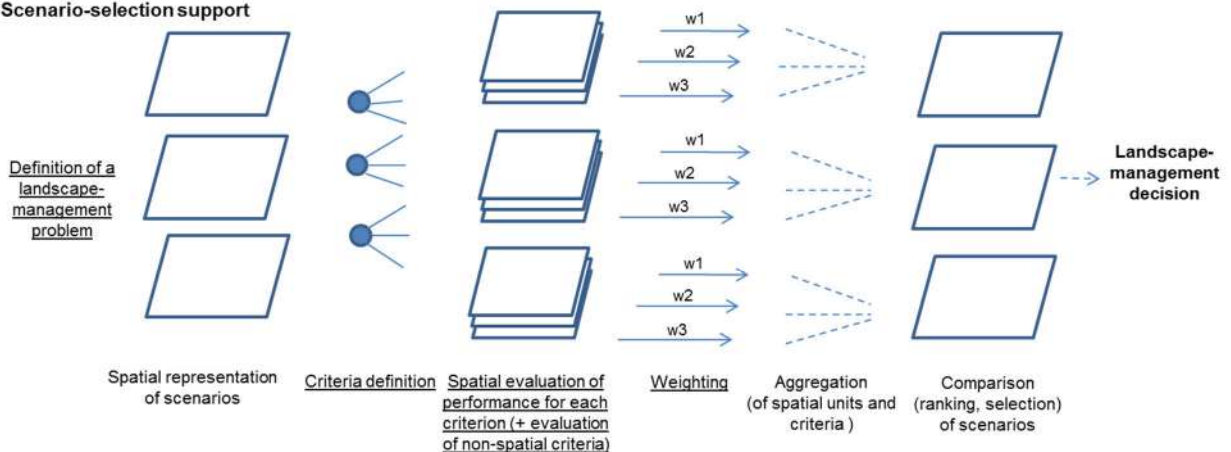 Scenario-selection support
w1
w2
w3
w1
w2
w3
w1
w2
w3
Definition of a
landscape-
management
problem
Landscape-
management
decision
Spatial representation
of scenarios
Criteria definition
Spatial evaluation of
performance for each
criterion (+ evaluation
of non-spatial criteria)
Weighting
Aggregation
(of spatial units and
criteria )
Comparison
(ranking, selection)
of scenarios